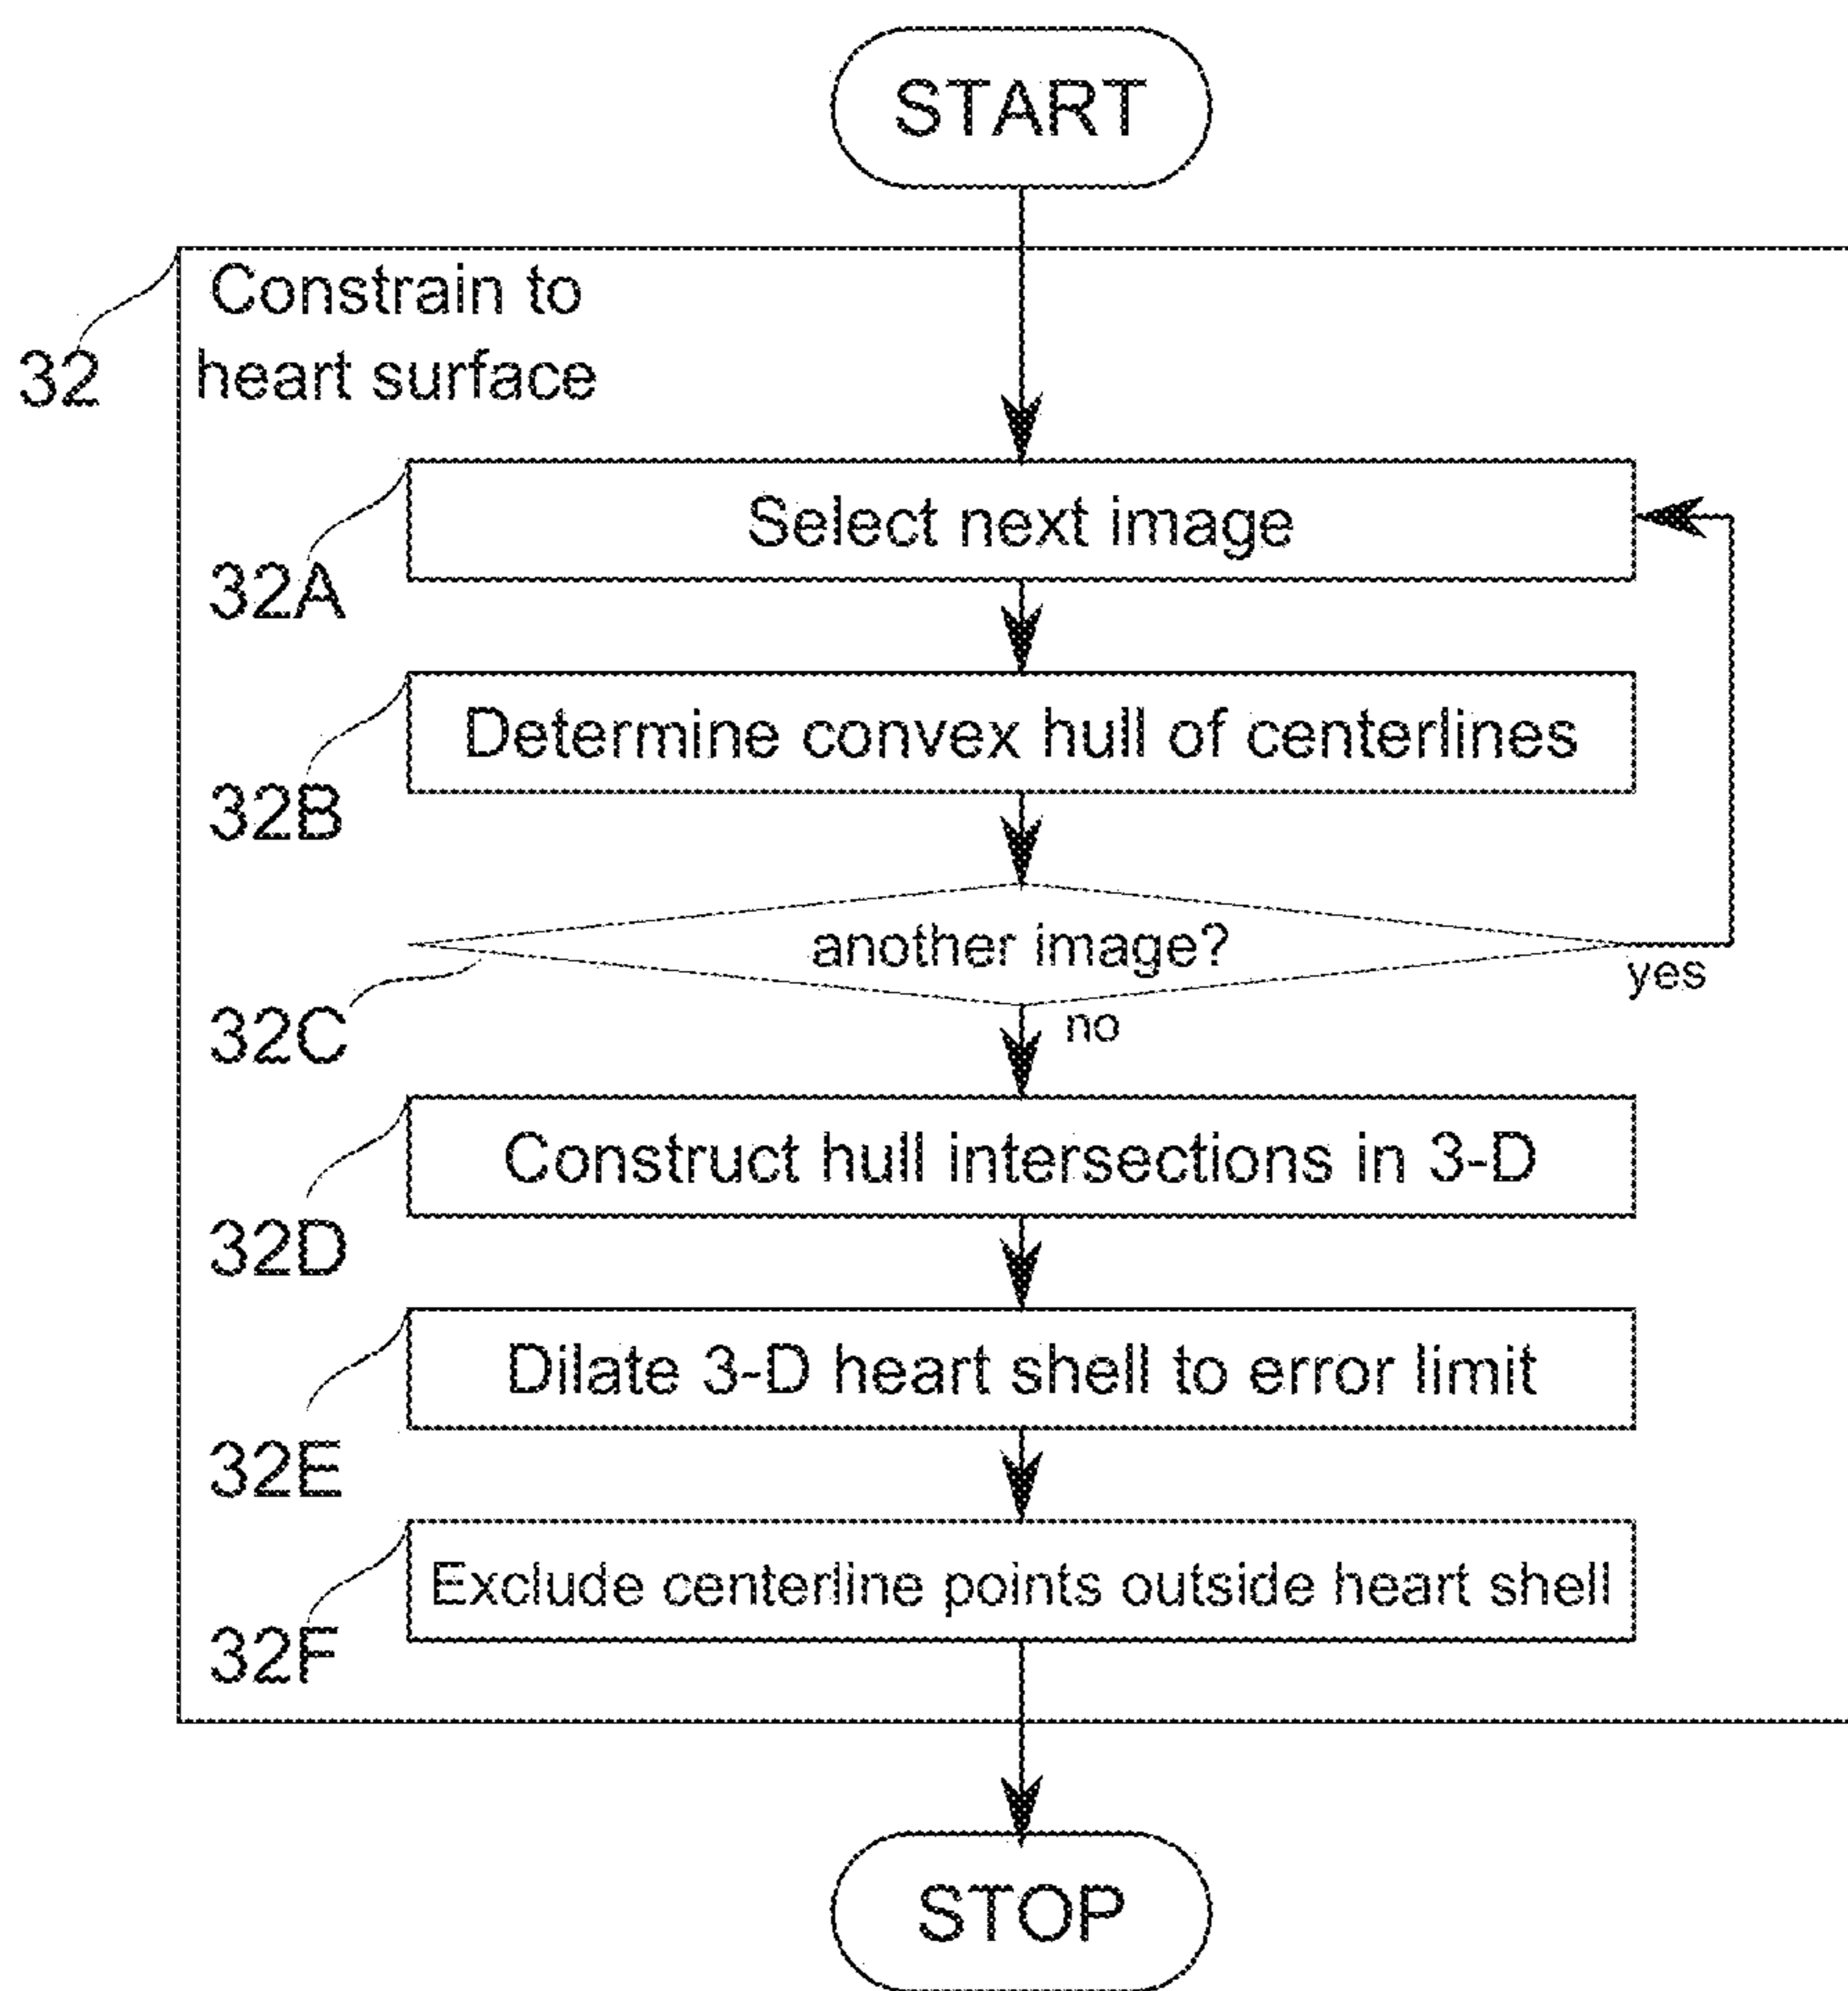 START
Constrain to
32
heart surface
Select next image
32A
Determine convex hull of centerlines
32B
another image?
yes
32C
no
Construct hull intersections in 3-D
32D
Dilate 3-D heart shell to error limit
32E
Exclude centerline points outside heart shell
32F
STOP